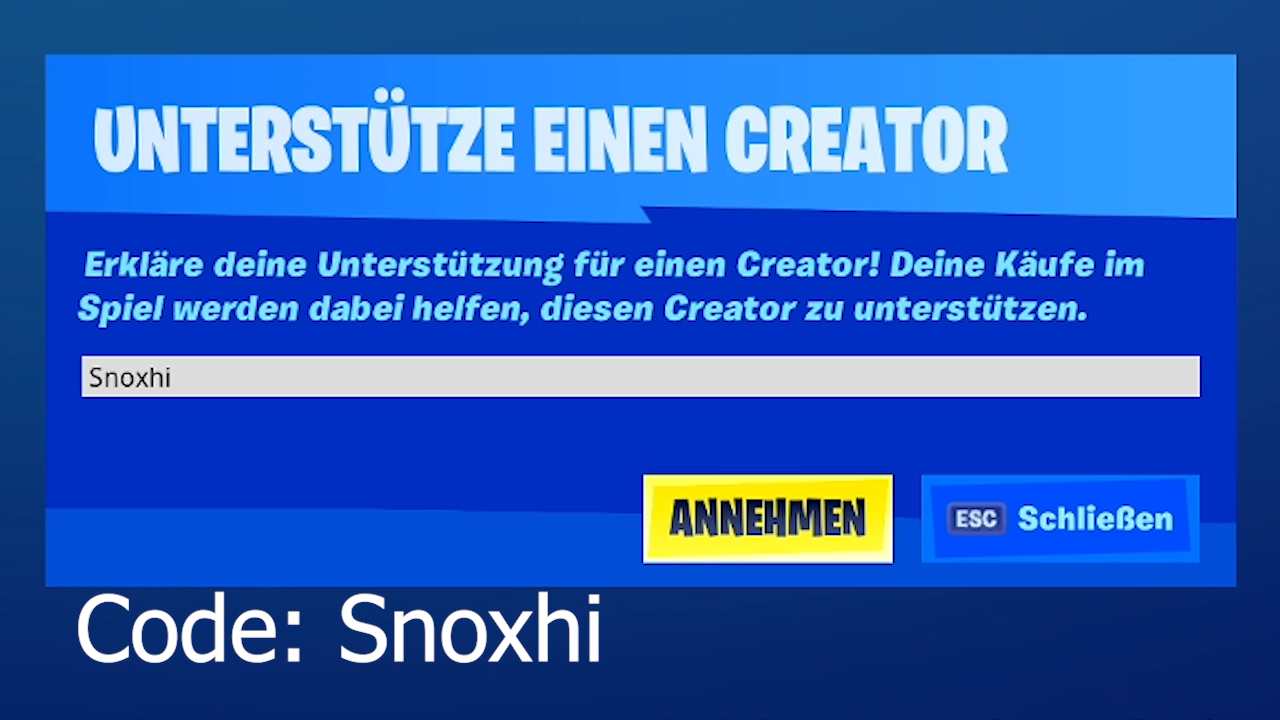 UNTERSTÜTZE EINEN CREATOR
Erkläre deine Unterstützung für einen Creator! Deine Käufe im
Spiel werden dabei helfen, diesen Creator zu unterstützen.
Snoxhi
ANNEHMEN
ESC Schließen
Code: Snoxhi